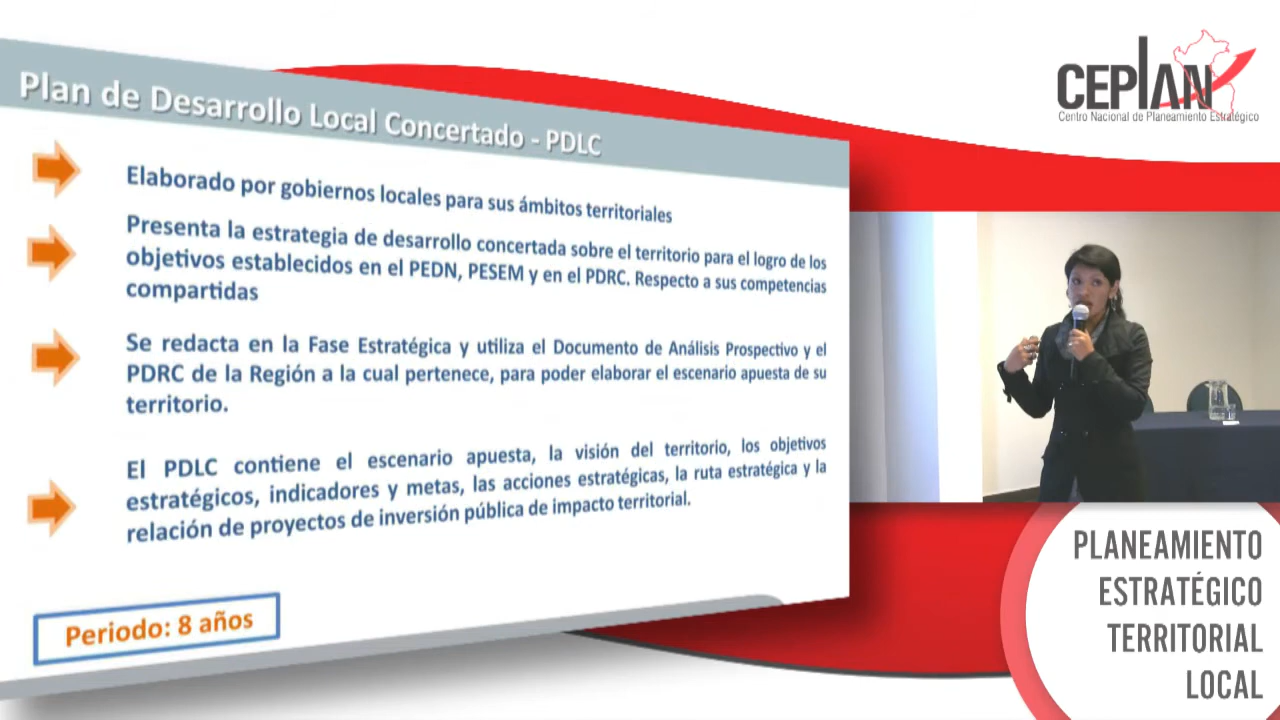 Plan de Desarrollo Local Concertado - PDLC
Elaborado por gobiernos locales para sus ámbitos territoriales
Presenta la estrategia de desarrollo concertada sobre el territorio para el logro de los
objetivos establecidos en el PEDN, PESEM y en el PDRC. Respecto a sus competencias
compartidas
Se redacta en la Fase Estratégica y utiliza el Documento de Análisis Prospectivo y el
PDRC de la Región a la cual pertenece, para poder elaborar el escenario apuesta de su
territorio.
El PDLC contiene el escenario apuesta, la visión del territorio, los objetivos
estratégicos, indicadores y metas, las acciones estratégicas, la ruta estratégica y la
relación de proyectos de inversión pública de impacto territorial.
Periodo: 8 años
CEPLAN
Centro Nacional de Planeamiento Estratégico
PLANEAMIENTO
ESTRATÉGICO
TERRITORIAL
LOCAL